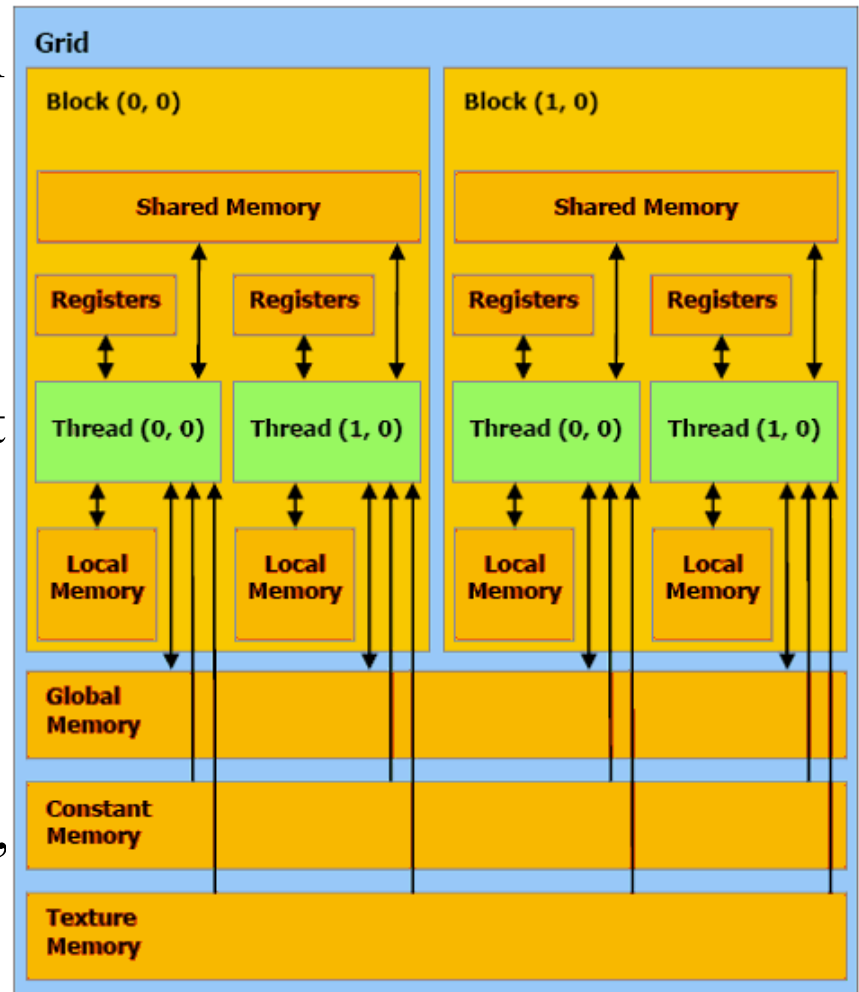 Grid
Block (0, 0)
Block (1, 0)
Shared Memory
Shared Memory
Registers
Registers
Registers
Registers
Thread (0, 0)
Thread (1, 0)
Thread (0, 0)
Thread (1, 0)
Local
Memory
Local
Memory
Local
Memory
Local
Memory
Global
Memory
Constant
Memory
Texture
Memory